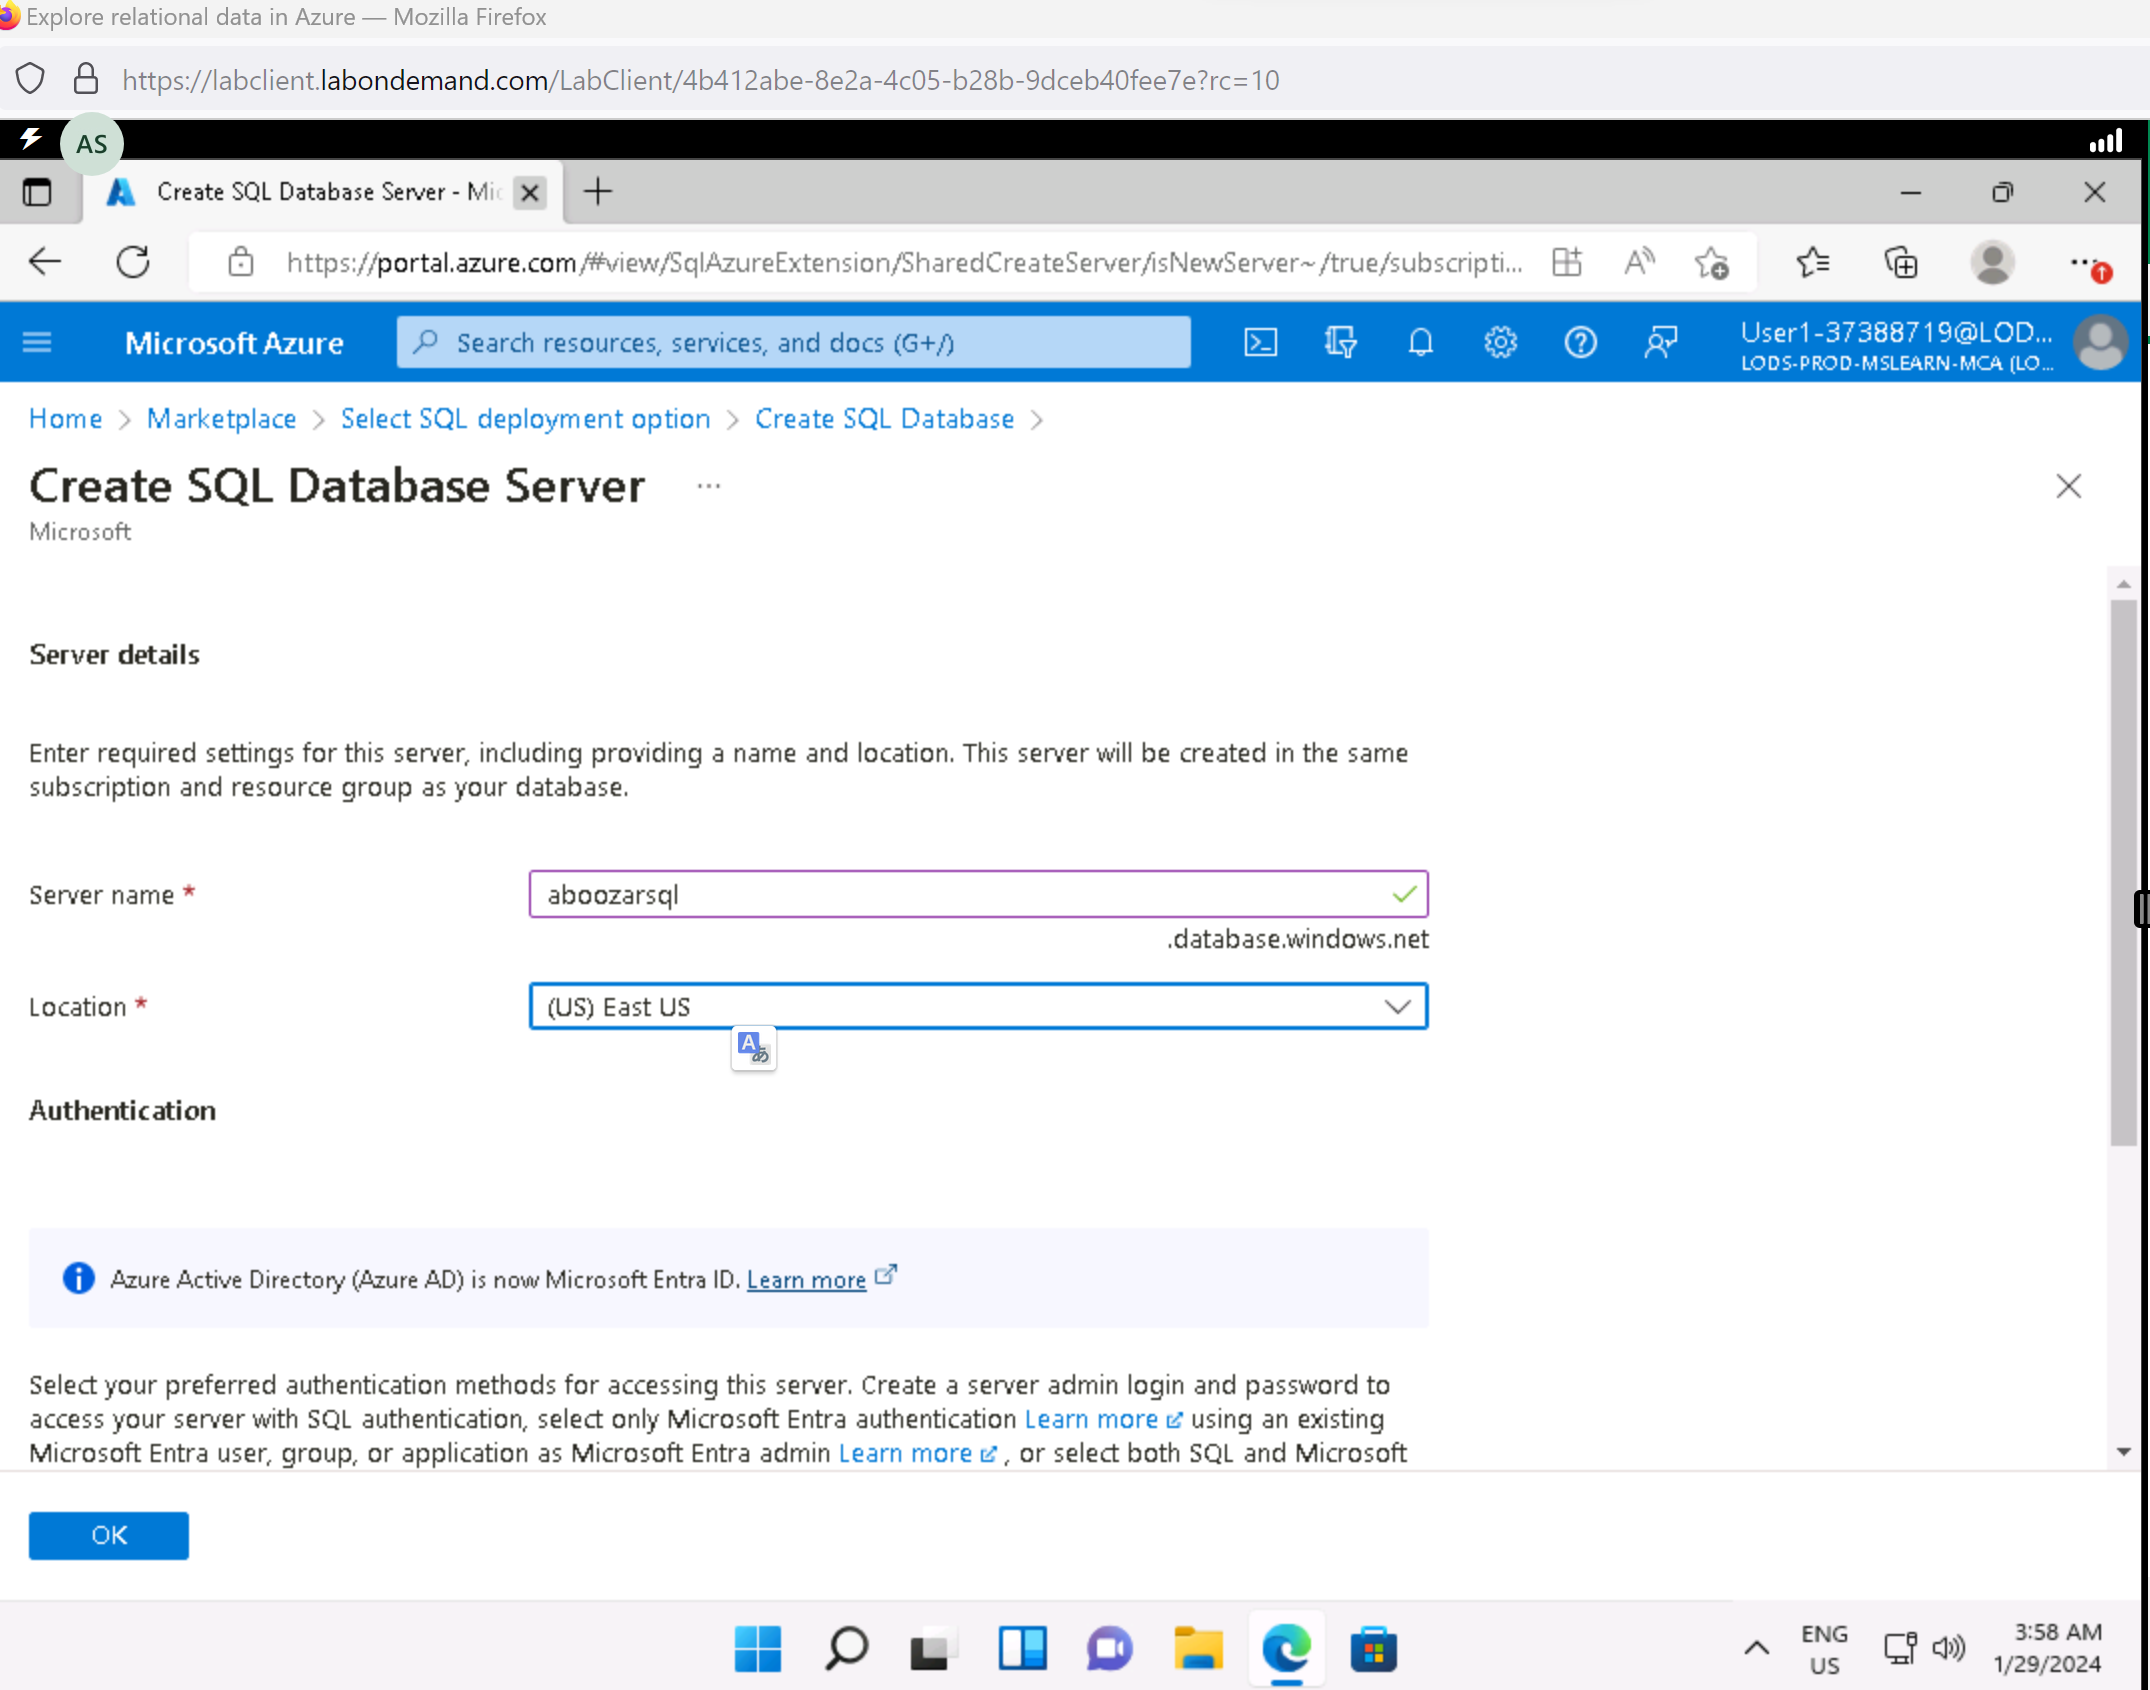 Explore relational data in Azure — Mozilla Firefox
https://labclient.labondemand.com/LabClient/4b412abe-8e2a-4c05-b28b-9dceb40fee7e?rc=10
AS
Create SQL Database Server - Mic
https://portal.azure.com/#view/SqlAzureExtension/SharedCreateServer/isNewServer~/true/subscripti...
Microsoft Azure
Search resources, services, and docs (G+/)
User1-37388719@LOD...
LODS-PROD-MSLEARN-MCA (LO...
Home > Marketplace > Select SQL deployment option > Create SQL Database >
Create SQL Database Server ...
Microsoft
Server details
Enter required settings for this server, including providing a name and location. This server will be created in the same
subscription and resource group as your database.
Server name *
aboozarsql
.database.windows.net
Location *
(US) East US
Authentication
Azure Active Directory (Azure AD) is now Microsoft Entra ID. Learn more
Select your preferred authentication methods for accessing this server. Create a server admin login and password to
access your server with SQL authentication, select only Microsoft Entra authentication Learn more using an existing
Microsoft Entra user, group, or application as Microsoft Entra admin Learn more , or select both SQL and Microsoft
OK
ENG
US
3:58 AM
1/29/2024